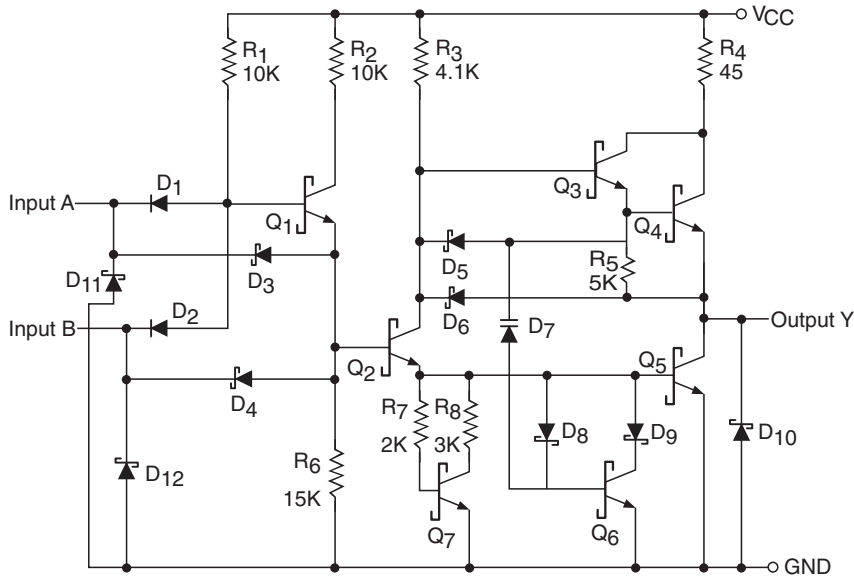 VCC
R1
10K
R2
10K
R3
4.1K
R4
45
Input A
D1
Q1
Q3
Q4
D11
D3
D5
R5
5K
Input B
D2
D6
D7
Output Y
Q2
Q5
D4
R7
2K
R8
3K
D8
D9
D10
D12
R6
15K
Q7
Q6
GND